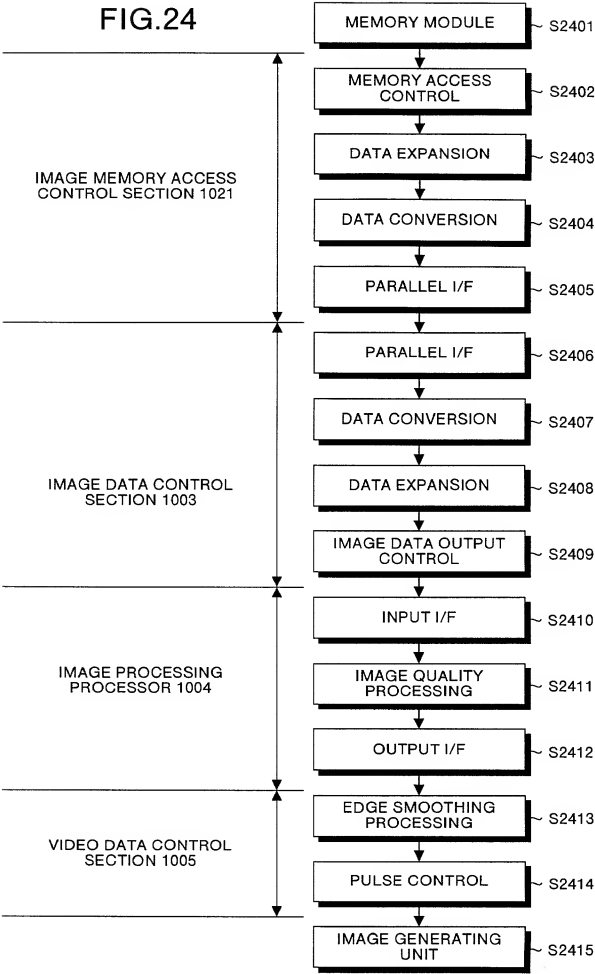 FIG.24
MEMORY MODULE
S2401
MEMORY ACCESS
CONTROL
S2402
DATA EXPANSION
S2403
IMAGE MEMORY ACCESS
CONTROL SECTION 1021
DATA CONVERSION
S2404
PARALLEL I/F
S2405
PARALLEL I/F
S2406
DATA CONVERSION
S2407
IMAGE DATA CONTROL
SECTION 1003
DATA EXPANSION
S2408
IMAGE DATA OUTPUT
CONTROL
S2409
INPUT I/F
S2410
IMAGE PROCESSING
PROCESSOR 1004
IMAGE QUALITY
PROCESSING
S2411
OUTPUT I/F
S2412
EDGE SMOOTHING
PROCESSING
S2413
VIDEO DATA CONTROL
SECTION 1005
PULSE CONTROL
S2414
IMAGE GENERATING
UNIT
S2415